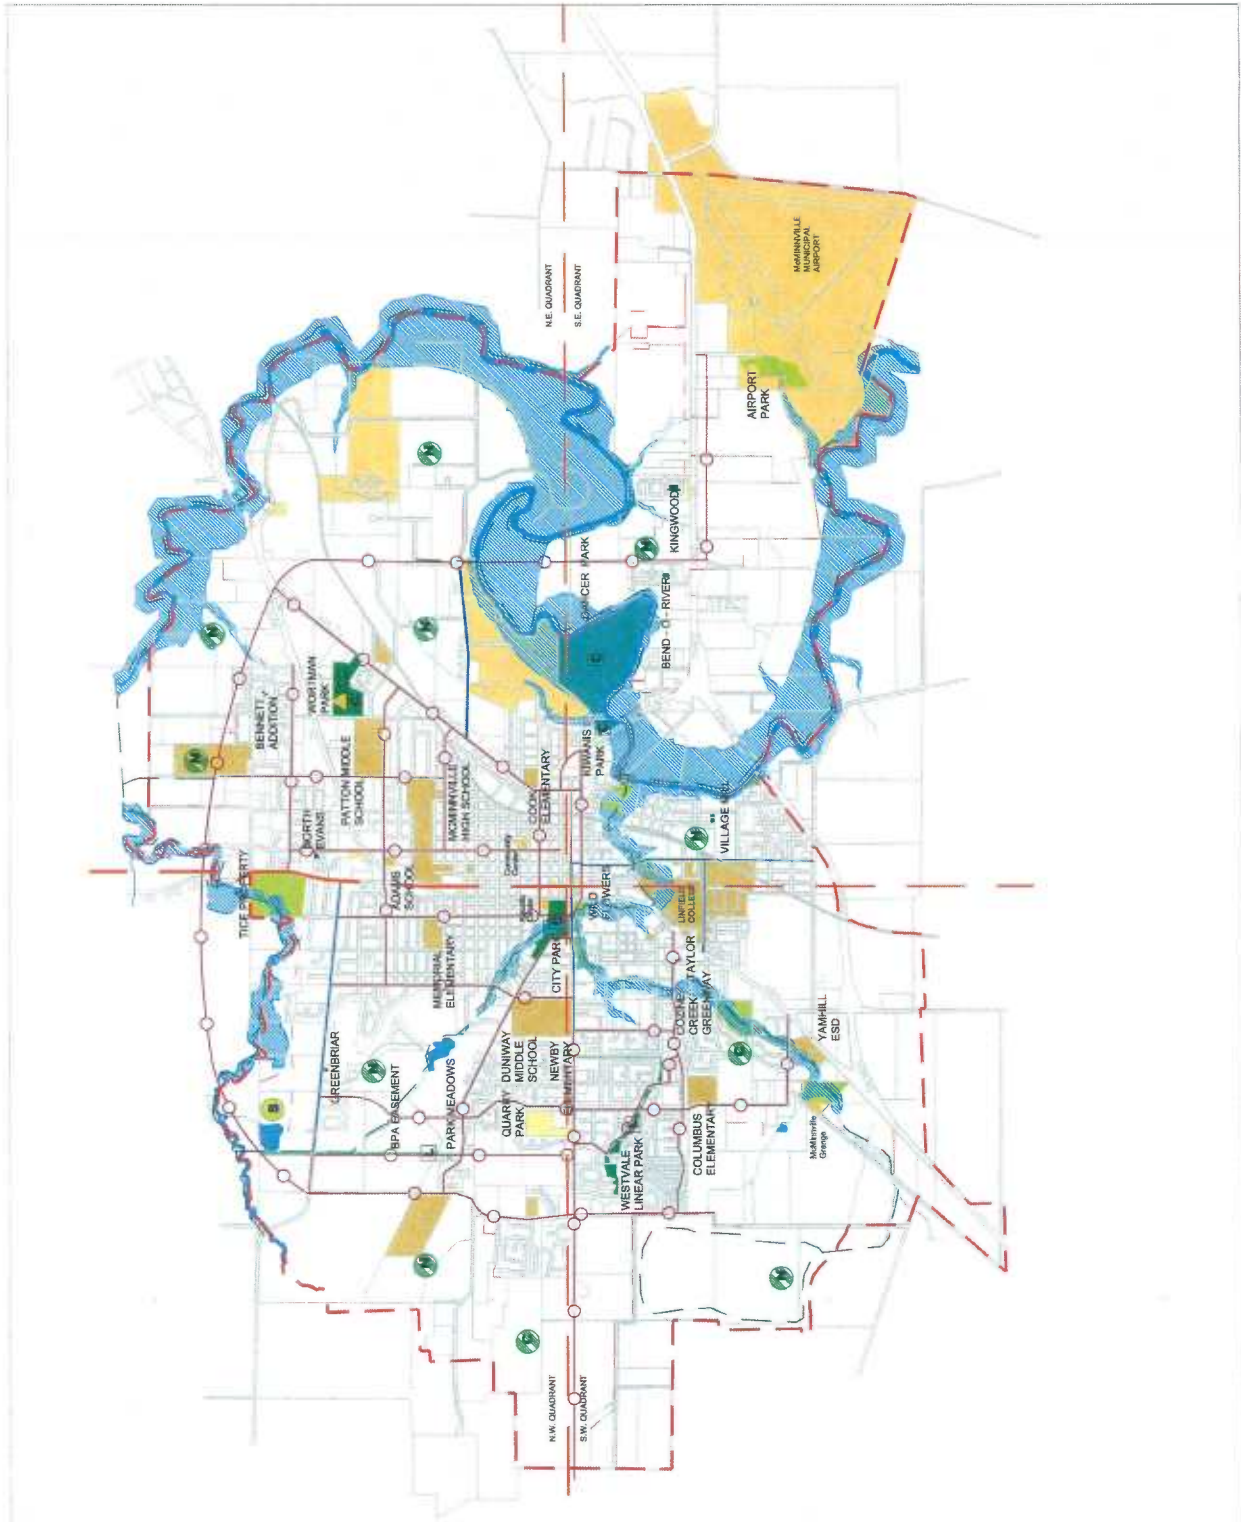 N.E. QUADRANT
S.E. QUADRANT
McMINNVILLE
MUNICIPAL
AIRPORT
AIRPORT
PARK
KINGWOOD
DANCER PARK
BEND - O - RIVER
C
WORTMAN
PARK
BENNETT
ADDITION
PATTON MIDDLE
SCHOOL
NORTH
EVANS
MCMINNVILLE
HIGH SCHOOL
COOK
ELEMENTARY
KIWANIS
PARK
Community
Center
ADAMS
SCHOOL
TICE PROPERTY
VILLAGE MILL
WILD
FLOWERS
LINFIELD
COLLEGE
MEMORIAL
ELEMENTARY
CITY PARK
COZINE
CREEK - TAYLOR
GREENWAY
GREENBRIAR
BPA EASEMENT
PARK MEADOWS
DUNIWAY
MIDDLE
SCHOOL
NEWBY
ELEMENTARY
QUARRY
PARK
YAMHILL
ESD
COLUMBUS
ELEMENTARY
WESTVALE
LINEAR PARK
McMinnville
Grange
S
L
N
N
N
N
N
N
N
N
N
N
C
C
N.W. QUADRANT
S.W. QUADRANT